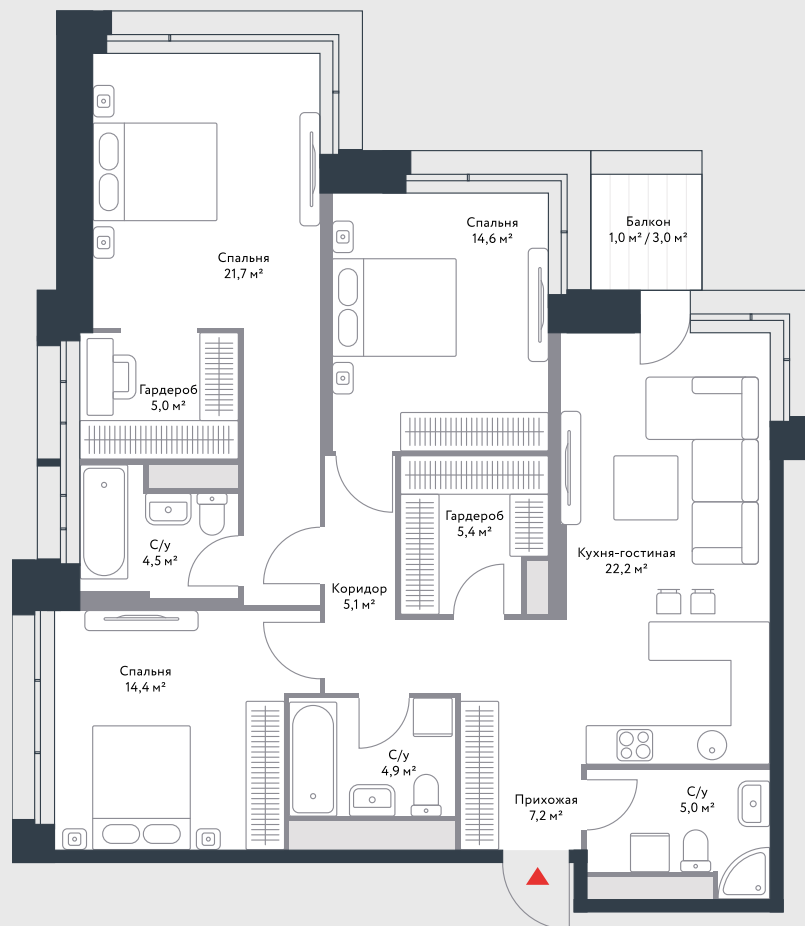 Спальня
21,7 м²
Спальня
14,6 м²
Балкон
1,0 м² / 3,0 м²
Гардероб
5,0 м²
Гардероб
5,4 м²
С/у
4,5 м²
Кухня-гостиная
22,2 м²
Коридор
5,1 м²
Спальня
14,4 м²
С/у
4,9 м²
Прихожая
7,2 м²
С/у
5,0 м²